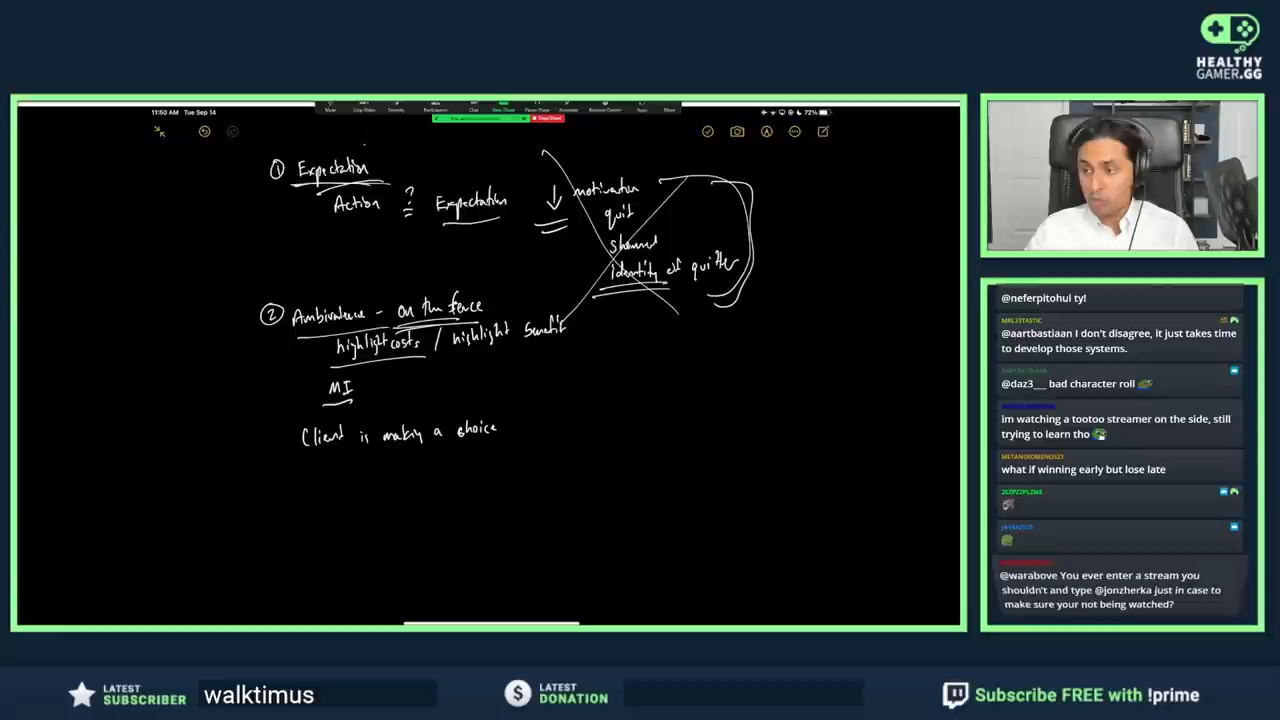 HEALTHY
GAMER.GG
11:50 AM Tue Sep 14
72%
① Expectation
Action ? = Expectation ↓ motivation
quit
shamed
identity of quitter
② Ambivalence - on the fence
highlight costs / highlight benefit
MI
Client is making a choice
@neferpitohul ty!
MRL33TASTIC
@aartbastiaan I don't disagree, it just takes time
to develop those systems.
@daz3___ bad character roll
im watching a tootoo streamer on the side, still
trying to learn tho
METANOIOMENOS21
what if winning early but lose late
2EZPZ2PLZME
JAVANDUS
@warabove You ever enter a stream you
shouldn't and type @jonzherka just in case to
make sure your not being watched?
LATEST
SUBSCRIBER
walktimus
LATEST
DONATION
Subscribe FREE with !prime